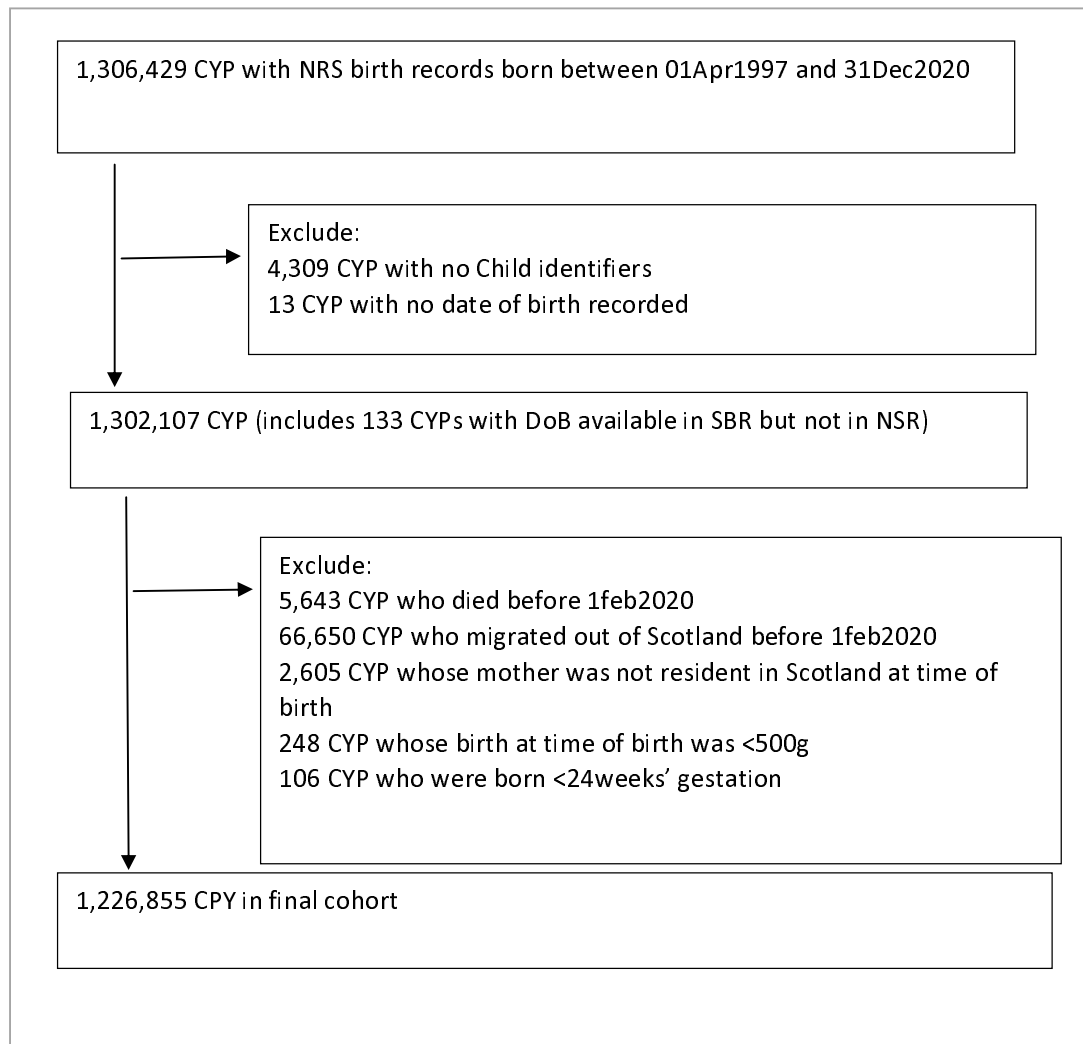 1,306,429 CYP with NRS birth records born between 01Apr1997 and 31Dec2020
Exclude:
4,309 CYP with no Child identifiers
13 CYP with no date of birth recorded
1,302,107 CYP (includes 133 CYPs with DoB available in SBR but not in NSR)
Exclude:
5,643 CYP who died before 1feb2020
66,650 CYP who migrated out of Scotland before 1feb2020
2,605 CYP whose mother was not resident in Scotland at time of
birth
248 CYP whose birth at time of birth was <500g
106 CYP who were born <24weeks’ gestation
1,226,855 CPY in final cohort